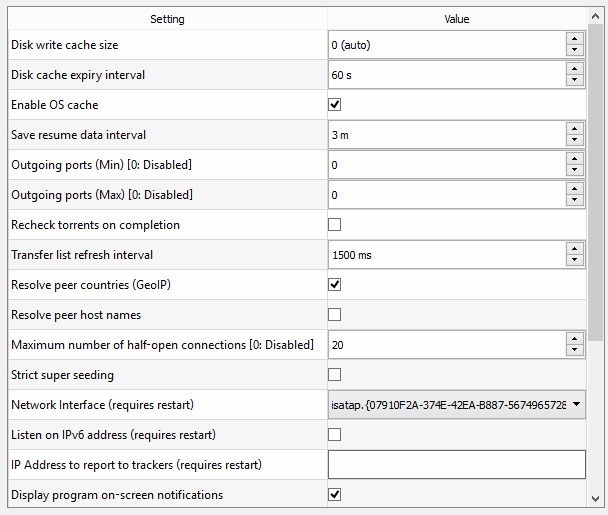 Setting Value
Disk write cache size 0 (auto)
Disk cache expiry interval 60 s
Enable OS cache
Save resume data interval 3 m
Outgoing ports (Min) [0: Disabled] 0
Outgoing ports (Max) [0: Disabled] 0
Recheck torrents on completion
Transfer list refresh interval 1500 ms
Resolve peer countries (GeoIP)
Resolve peer host names
Maximum number of half-open connections [0: Disabled] 20
Strict super seeding
Network Interface (requires restart) isatap.{07910F2A-374E-42EA-B887-5674965728
Listen on IPv6 address (requires restart)
IP Address to report to trackers (requires restart)
Display program on-screen notifications